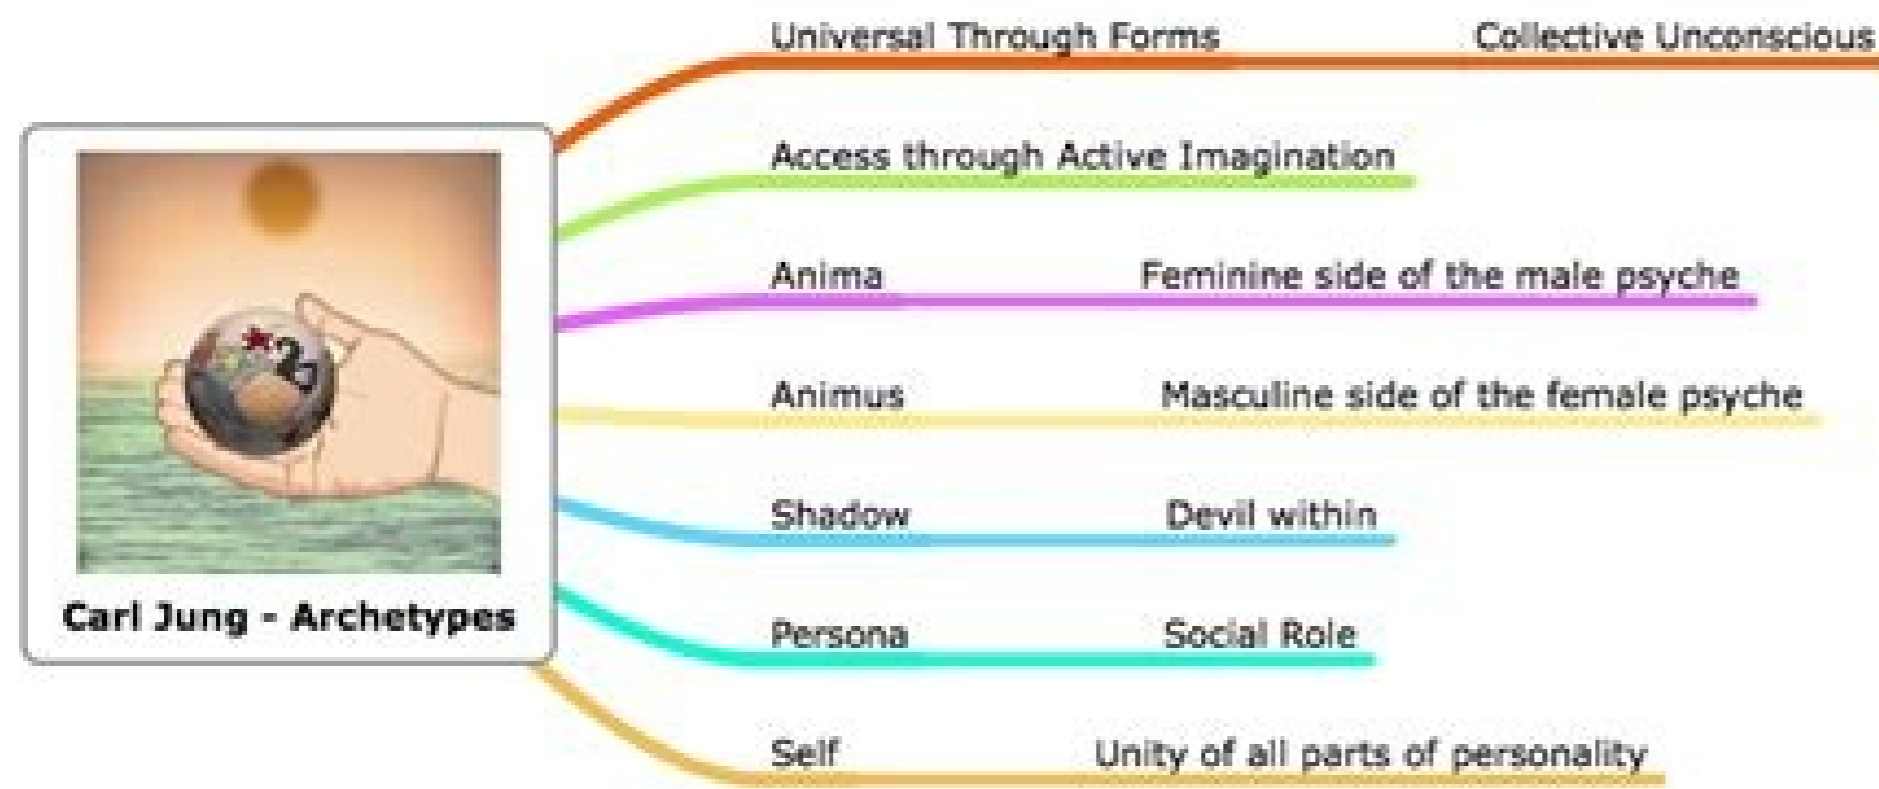 Universal Through Forms Collective Unconscious
Access through Active Imagination
Anima Feminine side of the male psyche
Animus Masculine side of the female psyche
Shadow Devil within
Carl Jung - Archetypes
Persona Social Role
Self Unity of all parts of personality